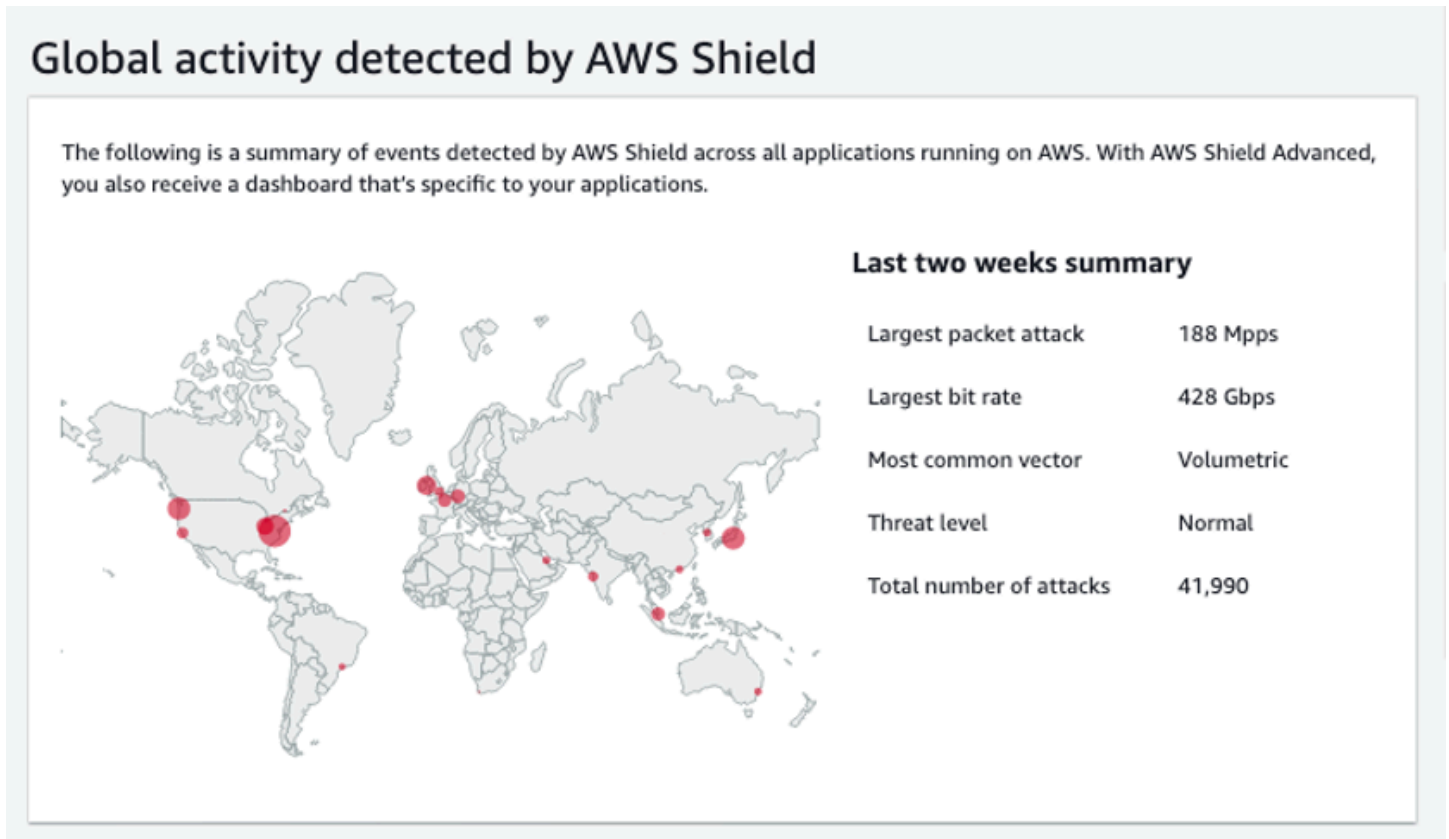 Global activity detected by AWS Shield
The following is a summary of events detected by AWS Shield across all applications running on AWS. With AWS Shield Advanced,
you also receive a dashboard that's specific to your applications.
Last two weeks summary
Largest packet attack 188 Mpps
Largest bit rate 428 Gbps
Most common vector Volumetric
Threat level Normal
Total number of attacks 41,990